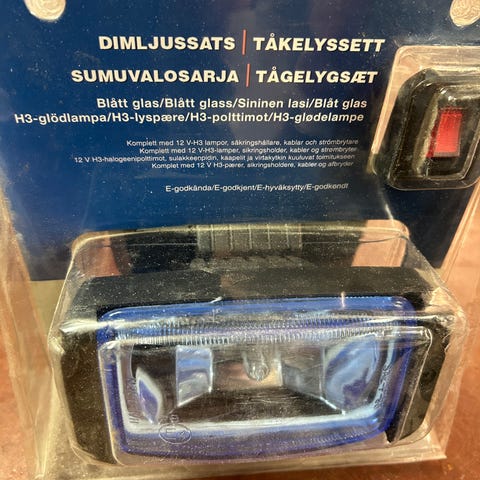 DIMLJUSSATS | TÅKELYSSETT
SUMUVALOSARJA | TÅGELYGSÆT
Blått glas/Blått glass/Sininen lasi/Blåt glas
H3-glödlampa/H3-lyspære/H3-polttimot/H3-glødelampe
Komplett med 12 V-H3 lampor, säkringshållare, kablar och strömbrytare
Komplett med 12 V-H3-lamper, sikringsholder, kabler og strømbryter
12 V H3-halogeenipolttimot, sulakkeenpidin, kaapelit ja virtakytkin kuuluvat toimitukseen
Komplet med 12 V H3-pærer, sikringsholdere, kabler og afbryder
E-godkända/E-godkjent/E-hyväksytty/E-godkendt